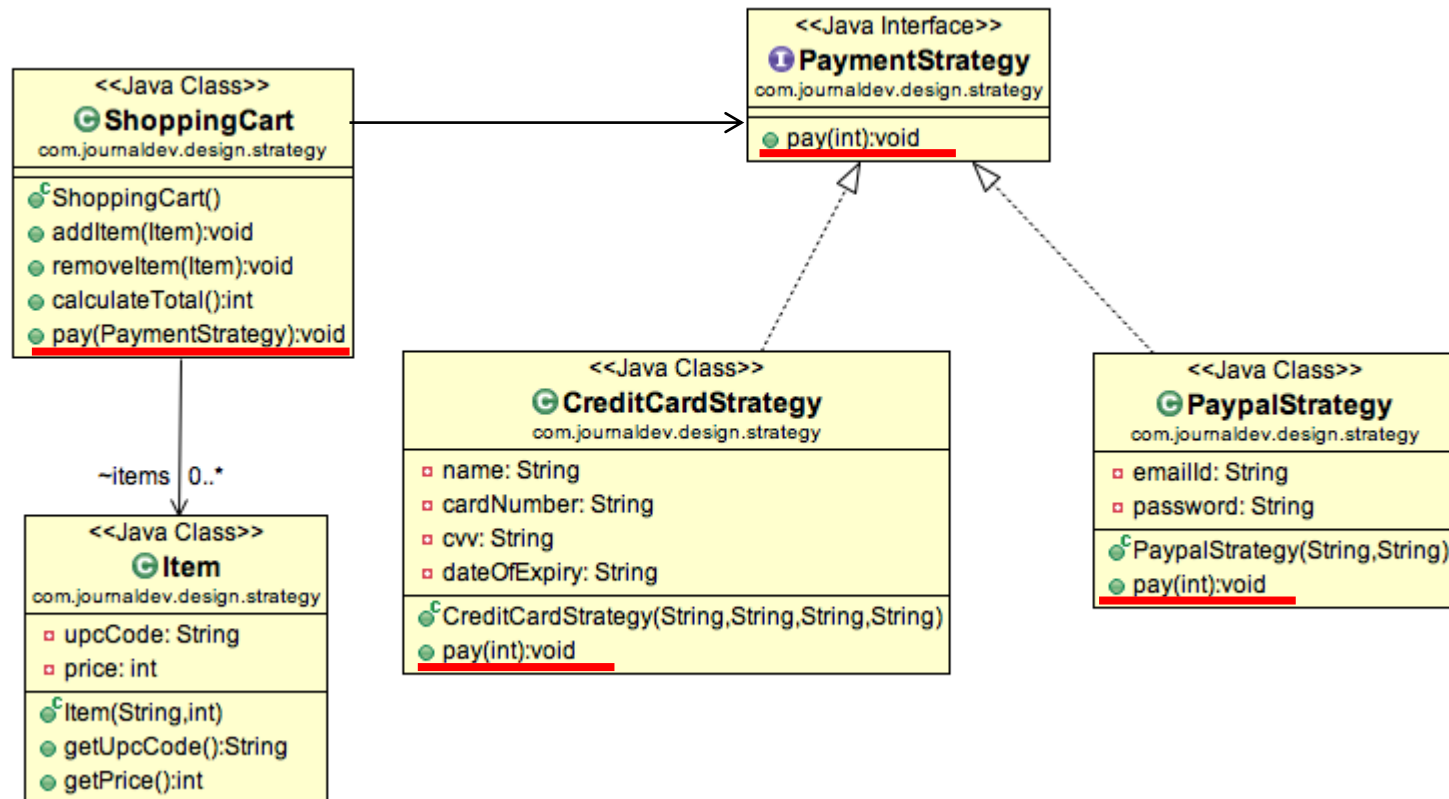 <<Java Class>>
ShoppingCart
com.journaldev.design.strategy
ShoppingCart()
addItem(Item):void
removeItem(Item):void
calculateTotal():int
pay(PaymentStrategy):void
~items 0..*
<<Java Class>>
Item
com.journaldev.design.strategy
upcCode: String
price: int
Item(String,int)
getUpcCode():String
getPrice():int
<<Java Interface>>
PaymentStrategy
com.journaldev.design.strategy
pay(int):void
<<Java Class>>
CreditCardStrategy
com.journaldev.design.strategy
name: String
cardNumber: String
cvv: String
dateOfExpiry: String
CreditCardStrategy(String,String,String,String)
pay(int):void
<<Java Class>>
PaypalStrategy
com.journaldev.design.strategy
emailId: String
password: String
PaypalStrategy(String,String)
pay(int):void